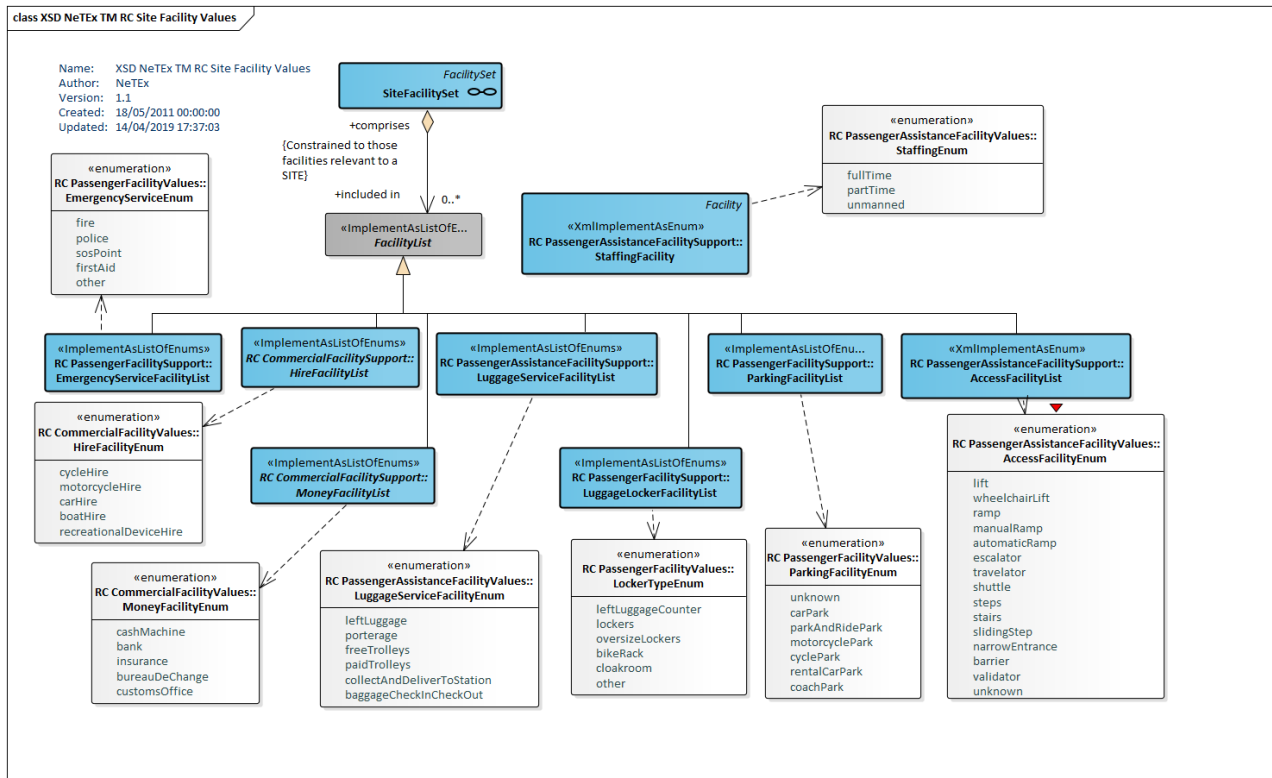 class XSD NeTEx TM RC Site Facility Values
Name: XSD NeTEx TM RC Site Facility Values
Author: NeTEx
Version: 1.1
Created: 18/05/2011 00:00:00
Updated: 14/04/2019 17:37:03
FacilitySet
SiteFacilitySet
+comprises
{Constrained to those
facilities relevant to a
SITE}
+included in
0..*
«ImplementAsListOfE...
FacilityList
«enumeration»
RC PassengerAssistanceFacilityValues::
StaffingEnum
fullTime
partTime
unmanned
Facility
«XmlImplementAsEnum»
RC PassengerAssistanceFacilitySupport::
StaffingFacility
«enumeration»
RC PassengerFacilityValues::
EmergencyServiceEnum
fire
police
sosPoint
firstAid
other
«ImplementAsListOfEnums»
RC PassengerFacilitySupport::
EmergencyServiceFacilityList
«ImplementAsListOfEnums»
RC CommercialFacilitySupport::
HireFacilityList
«ImplementAsListOfEnums»
RC PassengerAssistanceFacilitySupport::
LuggageServiceFacilityList
«ImplementAsListOfEnu...
RC PassengerFacilitySupport::
ParkingFacilityList
«XmlImplementAsEnum»
RC PassengerAssistanceFacilitySupport::
AccessFacilityList
«enumeration»
RC CommercialFacilityValues::
HireFacilityEnum
cycleHire
motorcycleHire
carHire
boatHire
recreationalDeviceHire
«ImplementAsListOfEnums»
RC CommercialFacilitySupport::
MoneyFacilityList
«ImplementAsListOfEnums»
RC PassengerFacilitySupport::
LuggageLockerFacilityList
«enumeration»
RC PassengerAssistanceFacilityValues::
AccessFacilityEnum
lift
wheelchairLift
ramp
manualRamp
automaticRamp
escalator
travelator
shuttle
steps
stairs
slidingStep
narrowEntrance
barrier
validator
unknown
«enumeration»
RC CommercialFacilityValues::
MoneyFacilityEnum
cashMachine
bank
insurance
bureauDeChange
customsOffice
«enumeration»
RC PassengerAssistanceFacilityValues::
LuggageServiceFacilityEnum
leftLuggage
porterage
freeTrolleys
paidTrolleys
collectAndDeliverToStation
baggageCheckInCheckOut
«enumeration»
RC PassengerFacilityValues::
LockerTypeEnum
leftLuggageCounter
lockers
oversizeLockers
bikeRack
cloakroom
other
«enumeration»
RC PassengerFacilityValues::
ParkingFacilityEnum
unknown
carPark
parkAndRidePark
motorcyclePark
cyclePark
rentalCarPark
coachPark